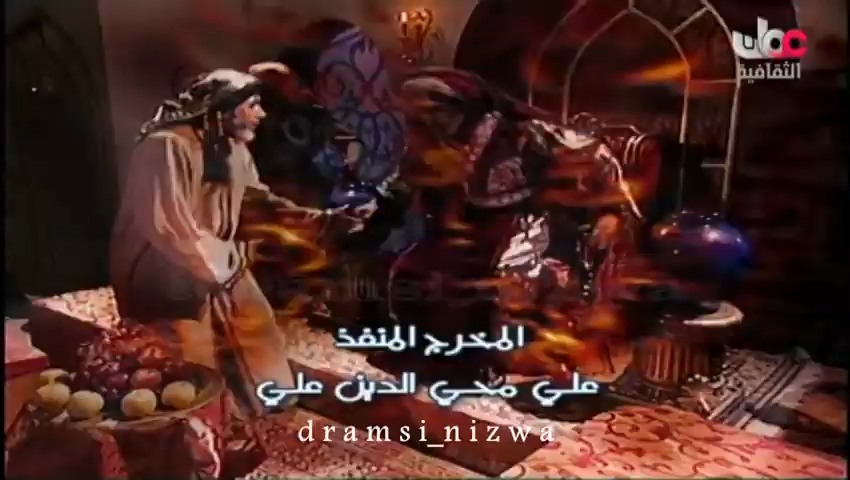 عمان
الثقافية
المخرج المنفذ
علي محي الدين علي
dramsi_nizwa